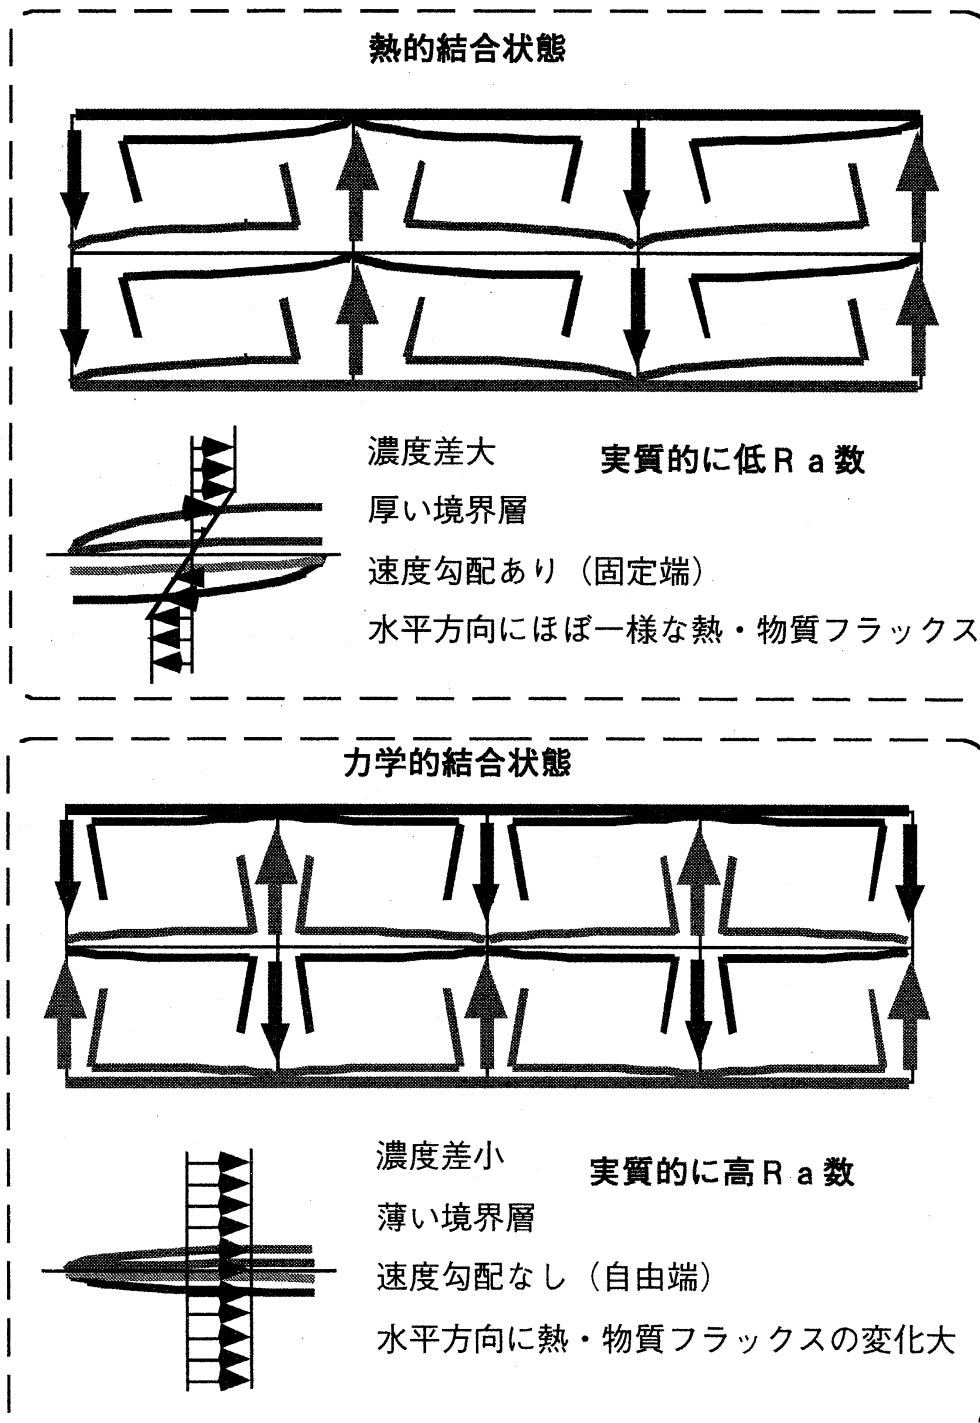 熱的結合状態
濃度差大
実質的に低Ｒａ数
厚い境界層
速度勾配あり（固定端）
水平方向にほぼ一様な熱・物質フラックス
力学的結合状態
濃度差小
実質的に高Ｒａ数
薄い境界層
速度勾配なし（自由端）
水平方向に熱・物質フラックスの変化大